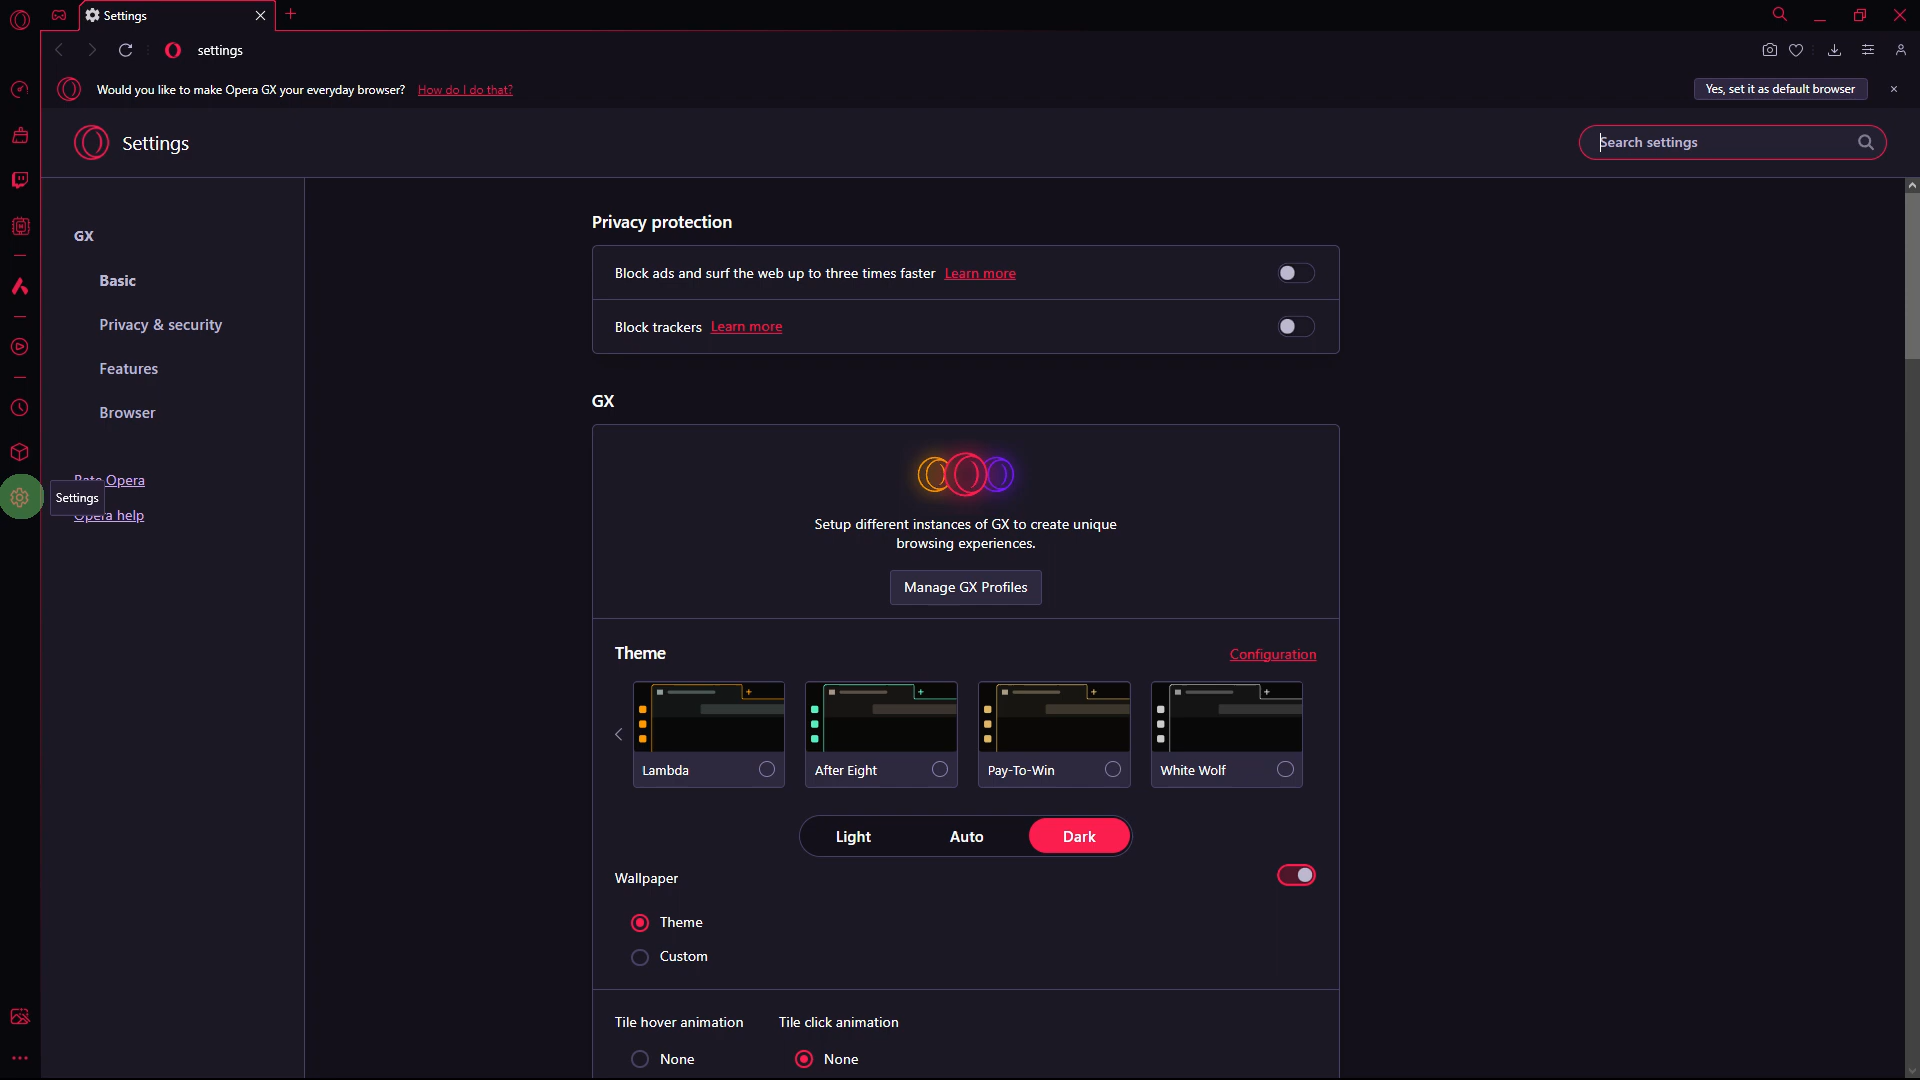 Settings
settings
Would you like to make Opera GX your everyday browser? How do I do that?
Yes, set it as default browser
Settings
Search settings
GX
Basic
Privacy & security
Features
Browser
Rate Opera
Settings
Opera help
Privacy protection
Block ads and surf the web up to three times faster Learn more
Block trackers Learn more
GX
Setup different instances of GX to create unique
browsing experiences.
Manage GX Profiles
Theme
Configuration
Lambda
After Eight
Pay-To-Win
White Wolf
Light
Auto
Dark
Wallpaper
Theme
Custom
Tile hover animation
Tile click animation
None
None